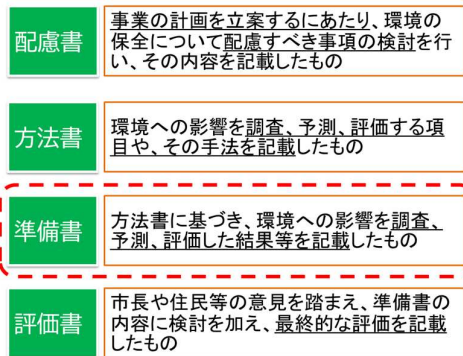 配慮書
事業の計画を立案するにあたり、環境の
保全について配慮すべき事項の検討を行
い、その内容を記載したもの
方法書
環境への影響を調査、予測、評価する項
目や、その手法を記載したもの
準備書
方法書に基づき、環境への影響を調査、
予測、評価した結果等を記載したもの
評価書
市長や住民等の意見を踏まえ、準備書の
内容に検討を加え、最終的な評価を記載
したもの